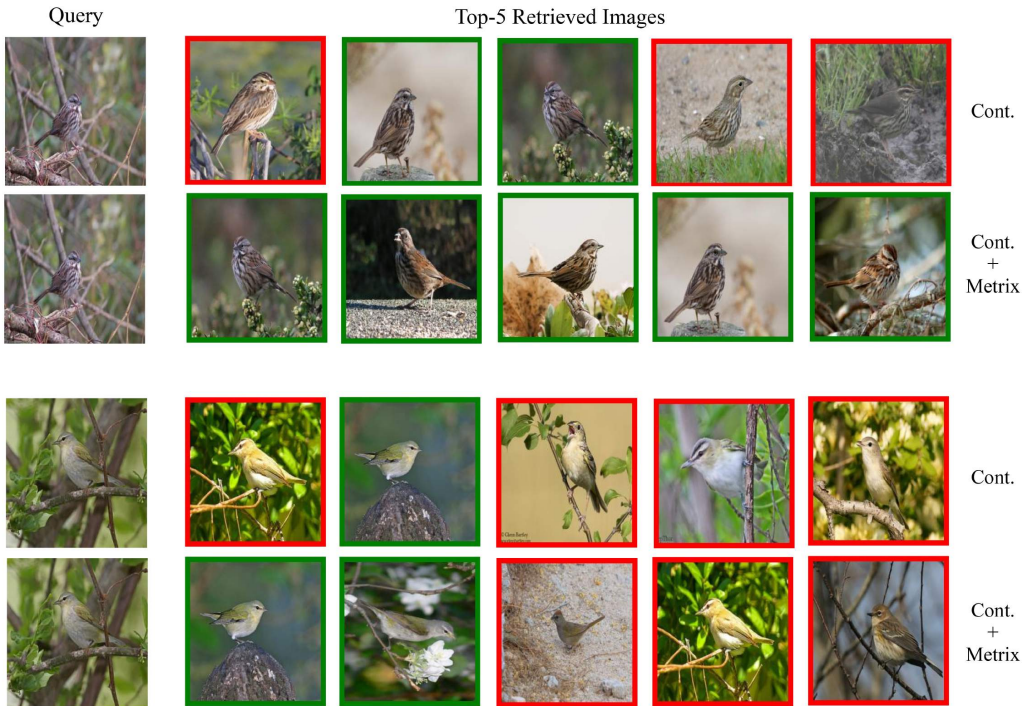 Query
Top-5 Retrieved Images
Cont.
Cont.
+
Metrix
Cont.
Cont.
+
Metrix